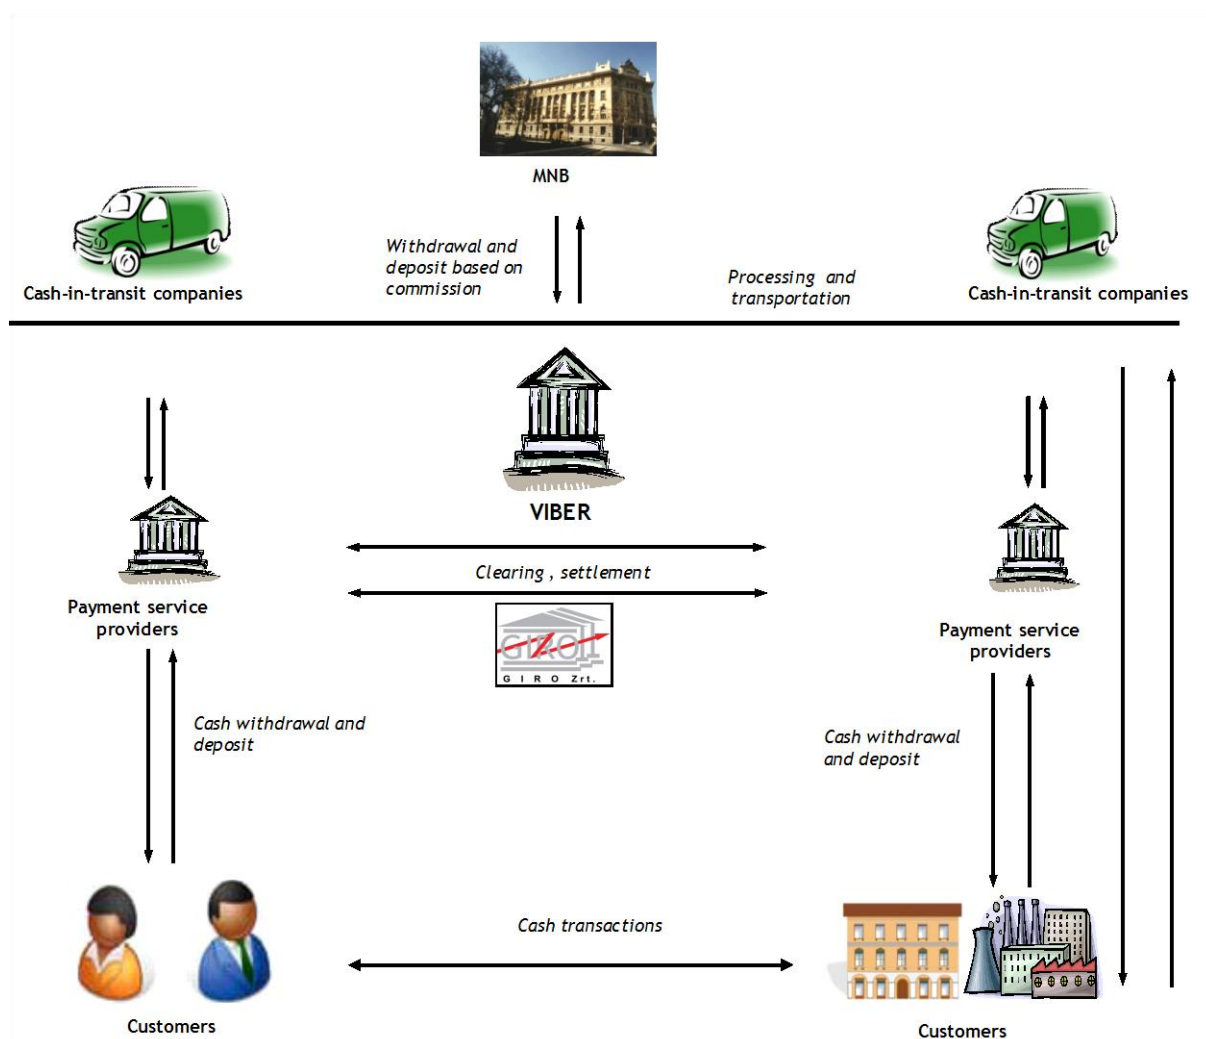 MNB
Withdrawal and
deposit based on
commission
Processing and
transportation
Cash-in-transit companies
Cash-in-transit companies
VIBER
Clearing , settlement
GIRO
G I R O Zrt.
Payment service
providers
Payment service
providers
Cash withdrawal and
deposit
Cash withdrawal
and deposit
Cash transactions
Customers
Customers